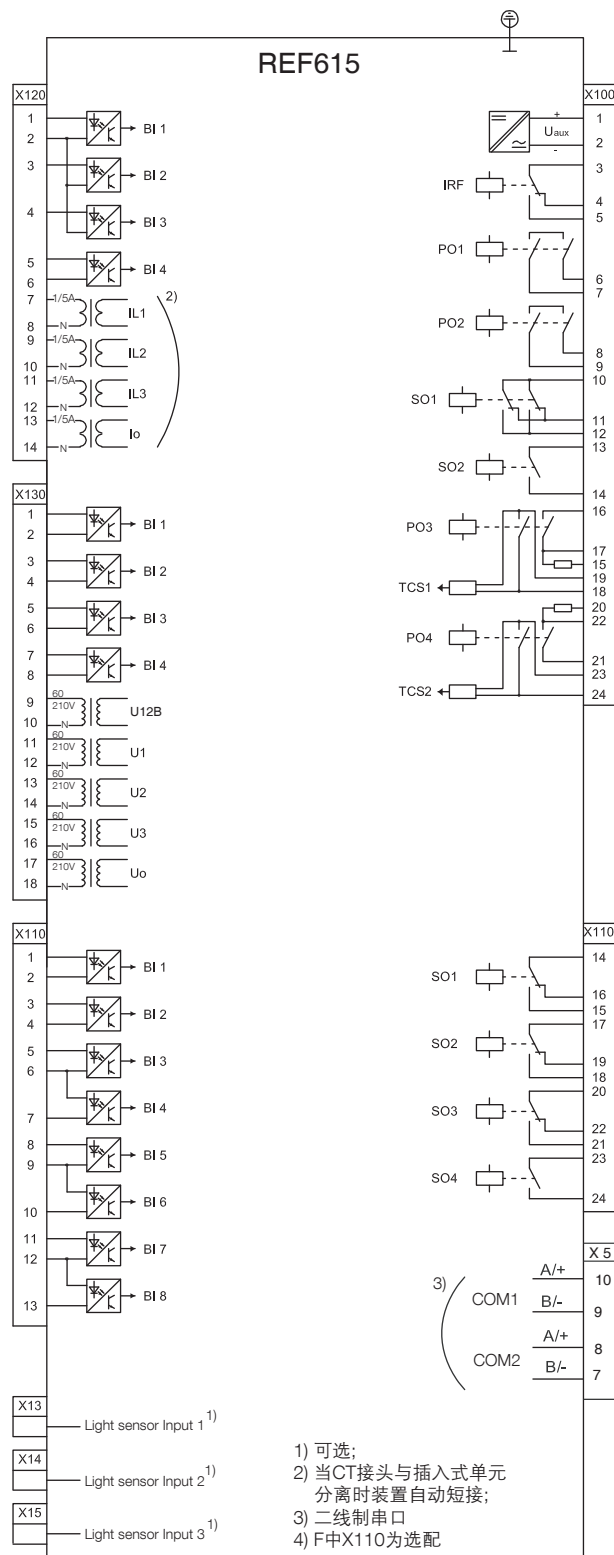 REF615
X120
1
2
BI 1
3
BI 2
4
BI 3
5
6
BI 4
7
1/5A
8
N
IL1
2)
9
1/5A
10
N
IL2
11
1/5A
12
N
IL3
13
1/5A
14
N
Io
X130
1
2
BI 1
3
4
BI 2
5
6
BI 3
7
8
BI 4
9
60
210V
10
N
U12B
11
60
210V
12
N
U1
13
60
210V
14
N
U2
15
60
210V
16
N
U3
17
60
210V
18
N
Uo
X110
1
2
BI 1
3
4
BI 2
5
6
BI 3
7
BI 4
8
9
BI 5
10
BI 6
11
12
BI 7
13
BI 8
X13
Light sensor Input 1 1)
X14
Light sensor Input 2 1)
X15
Light sensor Input 3 1)
X100
+
Uaux
-
1
2
IRF
3
4
5
PO1
6
7
PO2
8
9
SO1
10
11
12
SO2
13
14
PO3
16
17
15
19
18
TCS1
20
22
PO4
21
23
24
TCS2
X110
SO1
14
16
15
SO2
17
19
18
SO3
20
22
21
SO4
23
24
X 5
3)
COM1
A/+
10
B/-
9
COM2
A/+
8
B/-
7
1) 可选;
2) 当CT接头与插入式单元
分离时装置自动短接;
3) 二线制串口
4) F中X110为选配